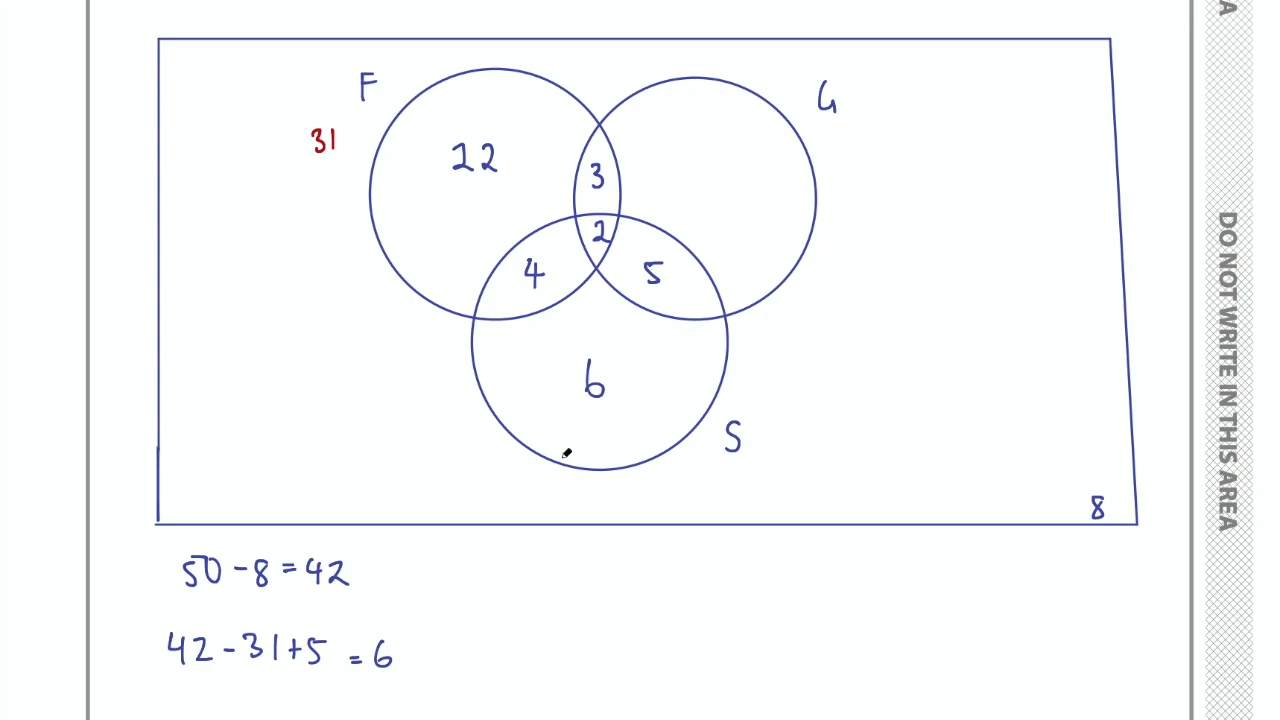 A
F
G
31
22
3
2
4
5
6
S
8
DO NOT WRITE IN THIS AREA
50 - 8 = 42
42 - 31 + 5 = 6